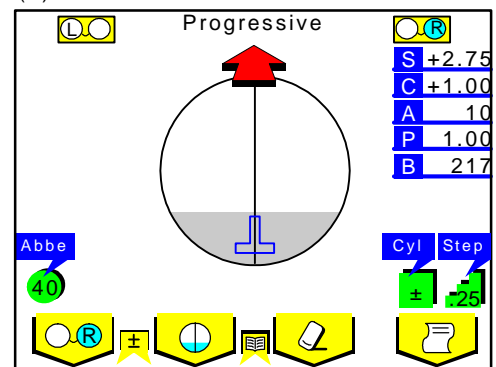 Progressive
L
R
S +2.75
C +1.00
A 10
P 1.00
B 217
Abbe
40
Cyl Step
± .25
R ±